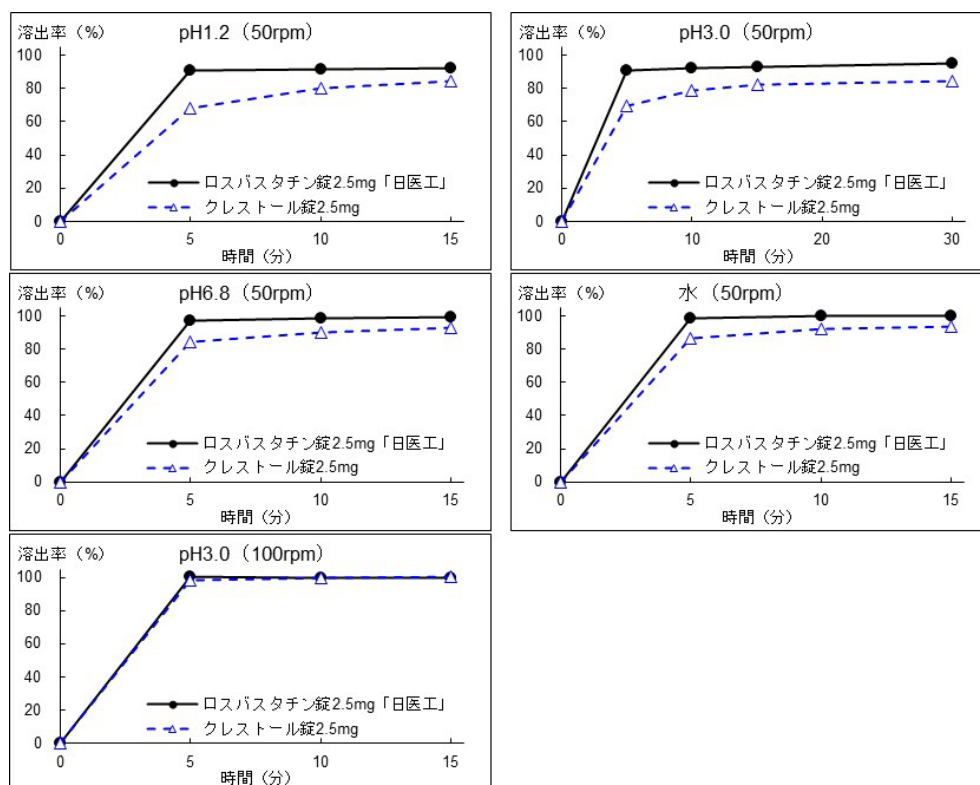 溶出率（%） pH1.2（50rpm）
100
80
60
40
20
0
ロスバスタチン錠2.5mg「日医工」
クレストール錠2.5mg
0 5 10 15
時間（分）
溶出率（%） pH3.0（50rpm）
100
80
60
40
20
0
ロスバスタチン錠2.5mg「日医工」
クレストール錠2.5mg
0 10 20 30
時間（分）
溶出率（%） pH6.8（50rpm）
100
80
60
40
20
0
ロスバスタチン錠2.5mg「日医工」
クレストール錠2.5mg
0 5 10 15
時間（分）
溶出率（%） 水（50rpm）
100
80
60
40
20
0
ロスバスタチン錠2.5mg「日医工」
クレストール錠2.5mg
0 5 10 15
時間（分）
溶出率（%） pH3.0（100rpm）
100
80
60
40
20
0
ロスバスタチン錠2.5mg「日医工」
クレストール錠2.5mg
0 5 10 15
時間（分）